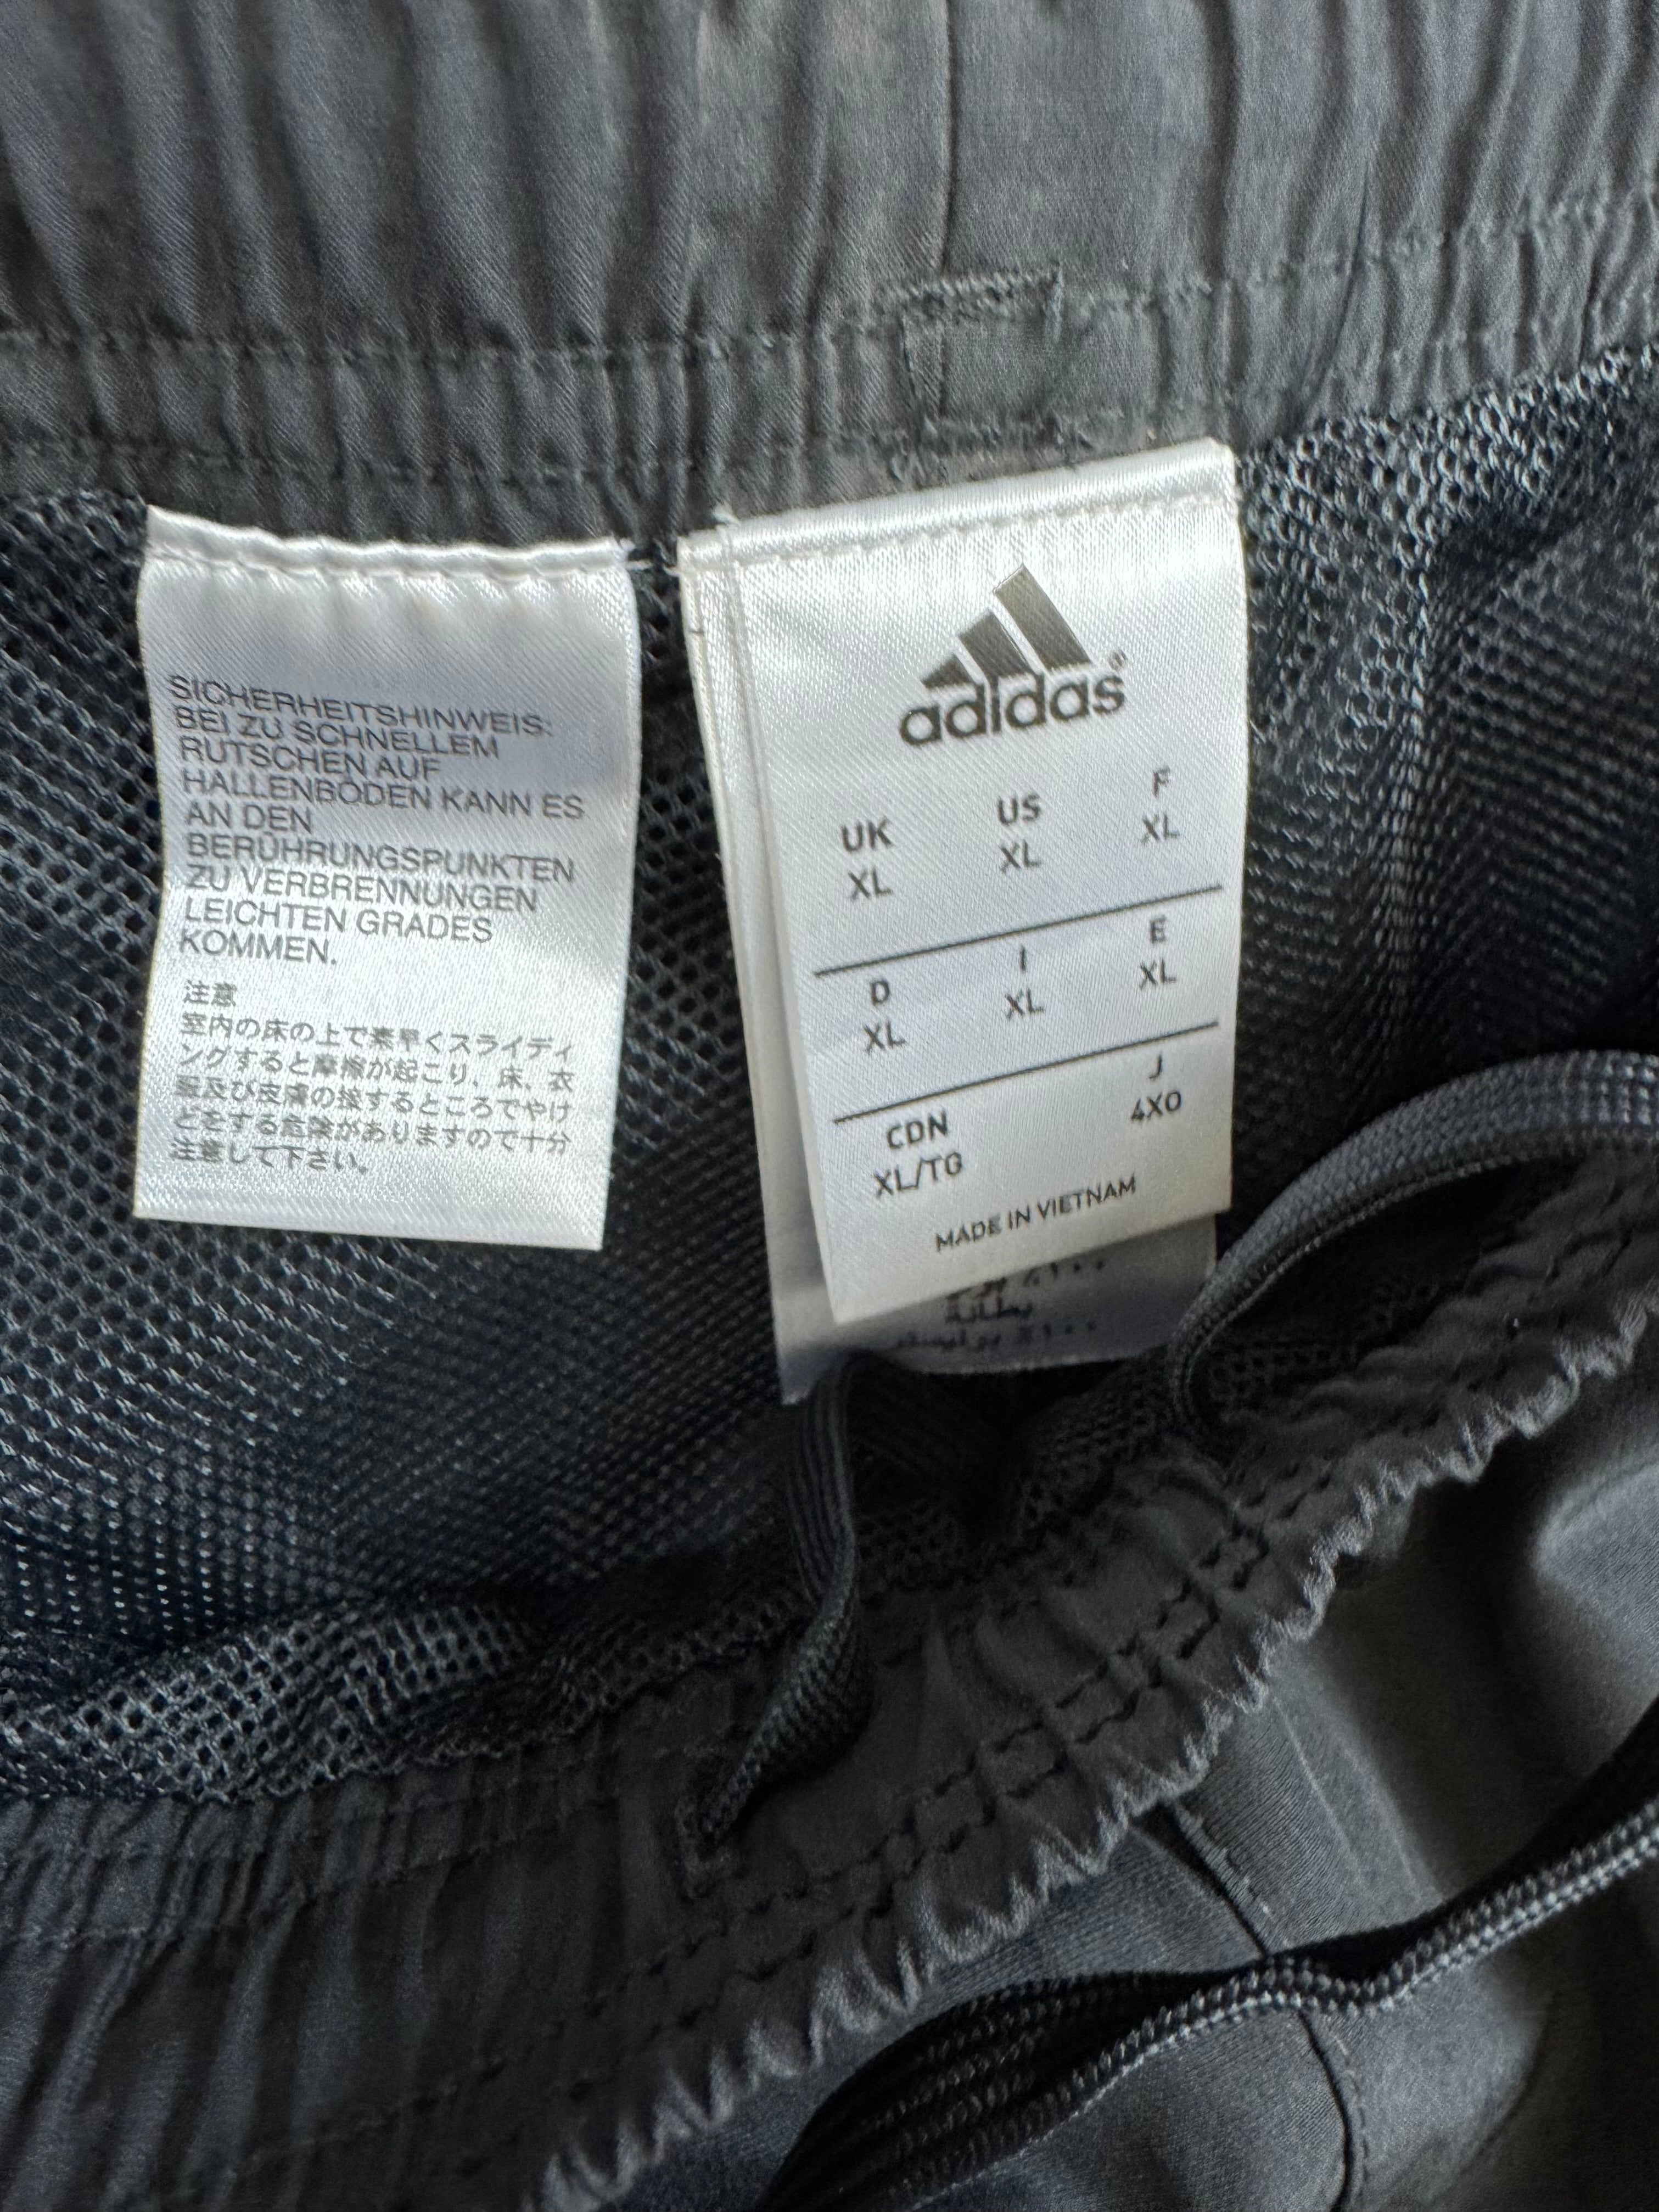 SICHERHEITSHINWEIS:
BEI ZU SCHNELLEM
RUTSCHEN AUF
HALLENBÖDEN KANN ES
AN DEN
BERÜHRUNGSPUNKTEN
ZU VERBRENNUNGEN
LEICHTEN GRADES
KOMMEN.
注意
室内の床の上で素早くスライディ
ングすると摩擦が起こり、床、衣
服及び皮膚の接するところでやけ
どをする危険がありますので十分
注意して下さい。
adidas®
UK US F
XL XL XL
D I E
XL XL XL
CDN J
XL/TG 4XO
MADE IN VIETNAM
بطانة